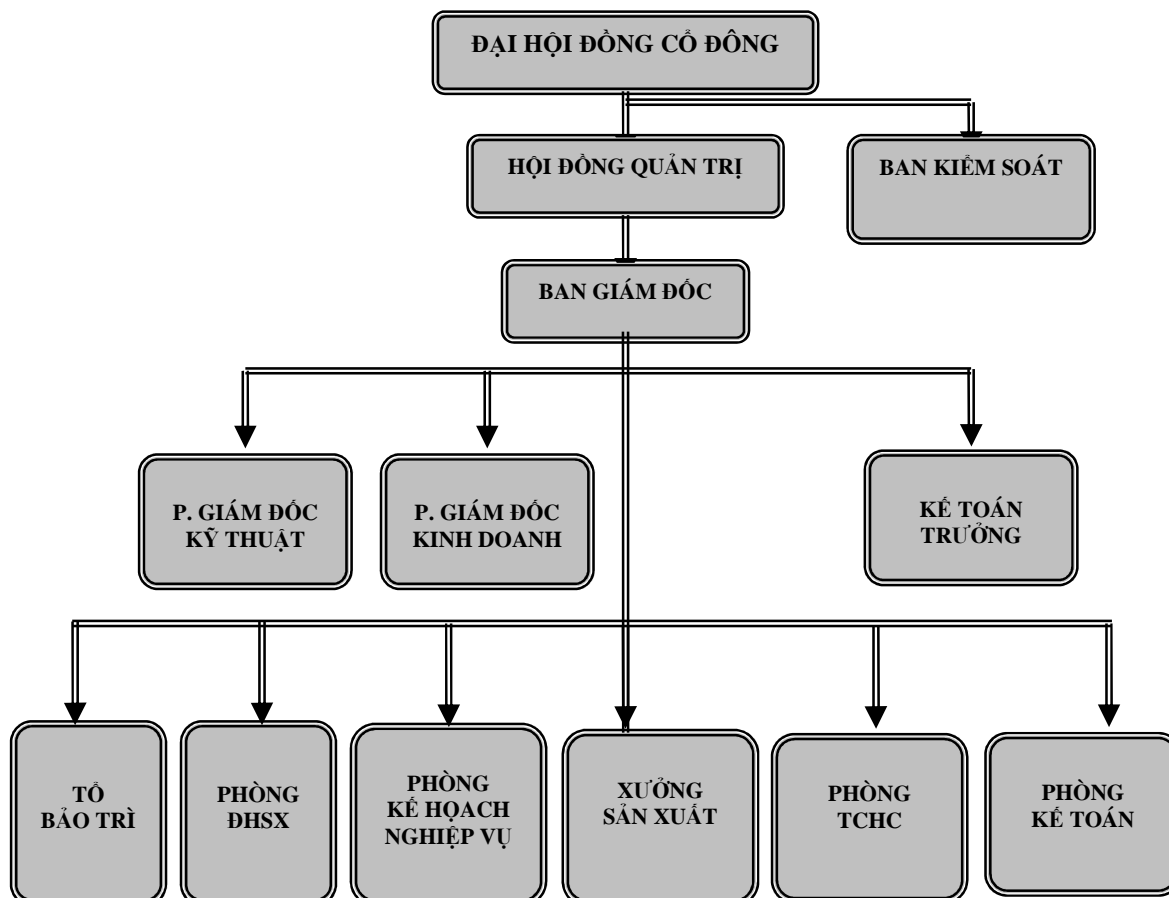 ĐẠI HỘI ĐỒNG CỔ ĐÔNG
HỘI ĐỒNG QUẢN TRỊ
BAN KIỂM SOÁT
BAN GIÁM ĐỐC
P. GIÁM ĐỐC
KỸ THUẬT
P. GIÁM ĐỐC
KINH DOANH
KẾ TOÁN
TRƯỞNG
TỔ
BẢO TRÌ
PHÒNG
ĐHSX
PHÒNG
KẾ HỌACH
NGHIỆP VỤ
XƯỞNG
SẢN XUẤT
PHÒNG
TCHC
PHÒNG
KẾ TOÁN